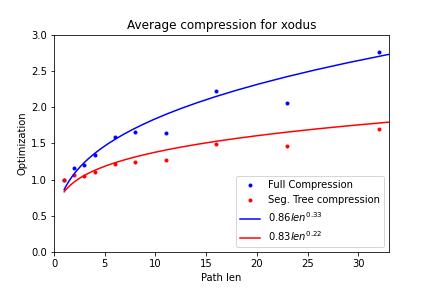 Average compression for xodus
3.0
2.5
2.0
1.5
1.0
0.5
0.0
Optimization
0 5 10 15 20 25 30
Path len
Full Compression
Seg. Tree compression
0.86len^0.33
0.83len^0.22